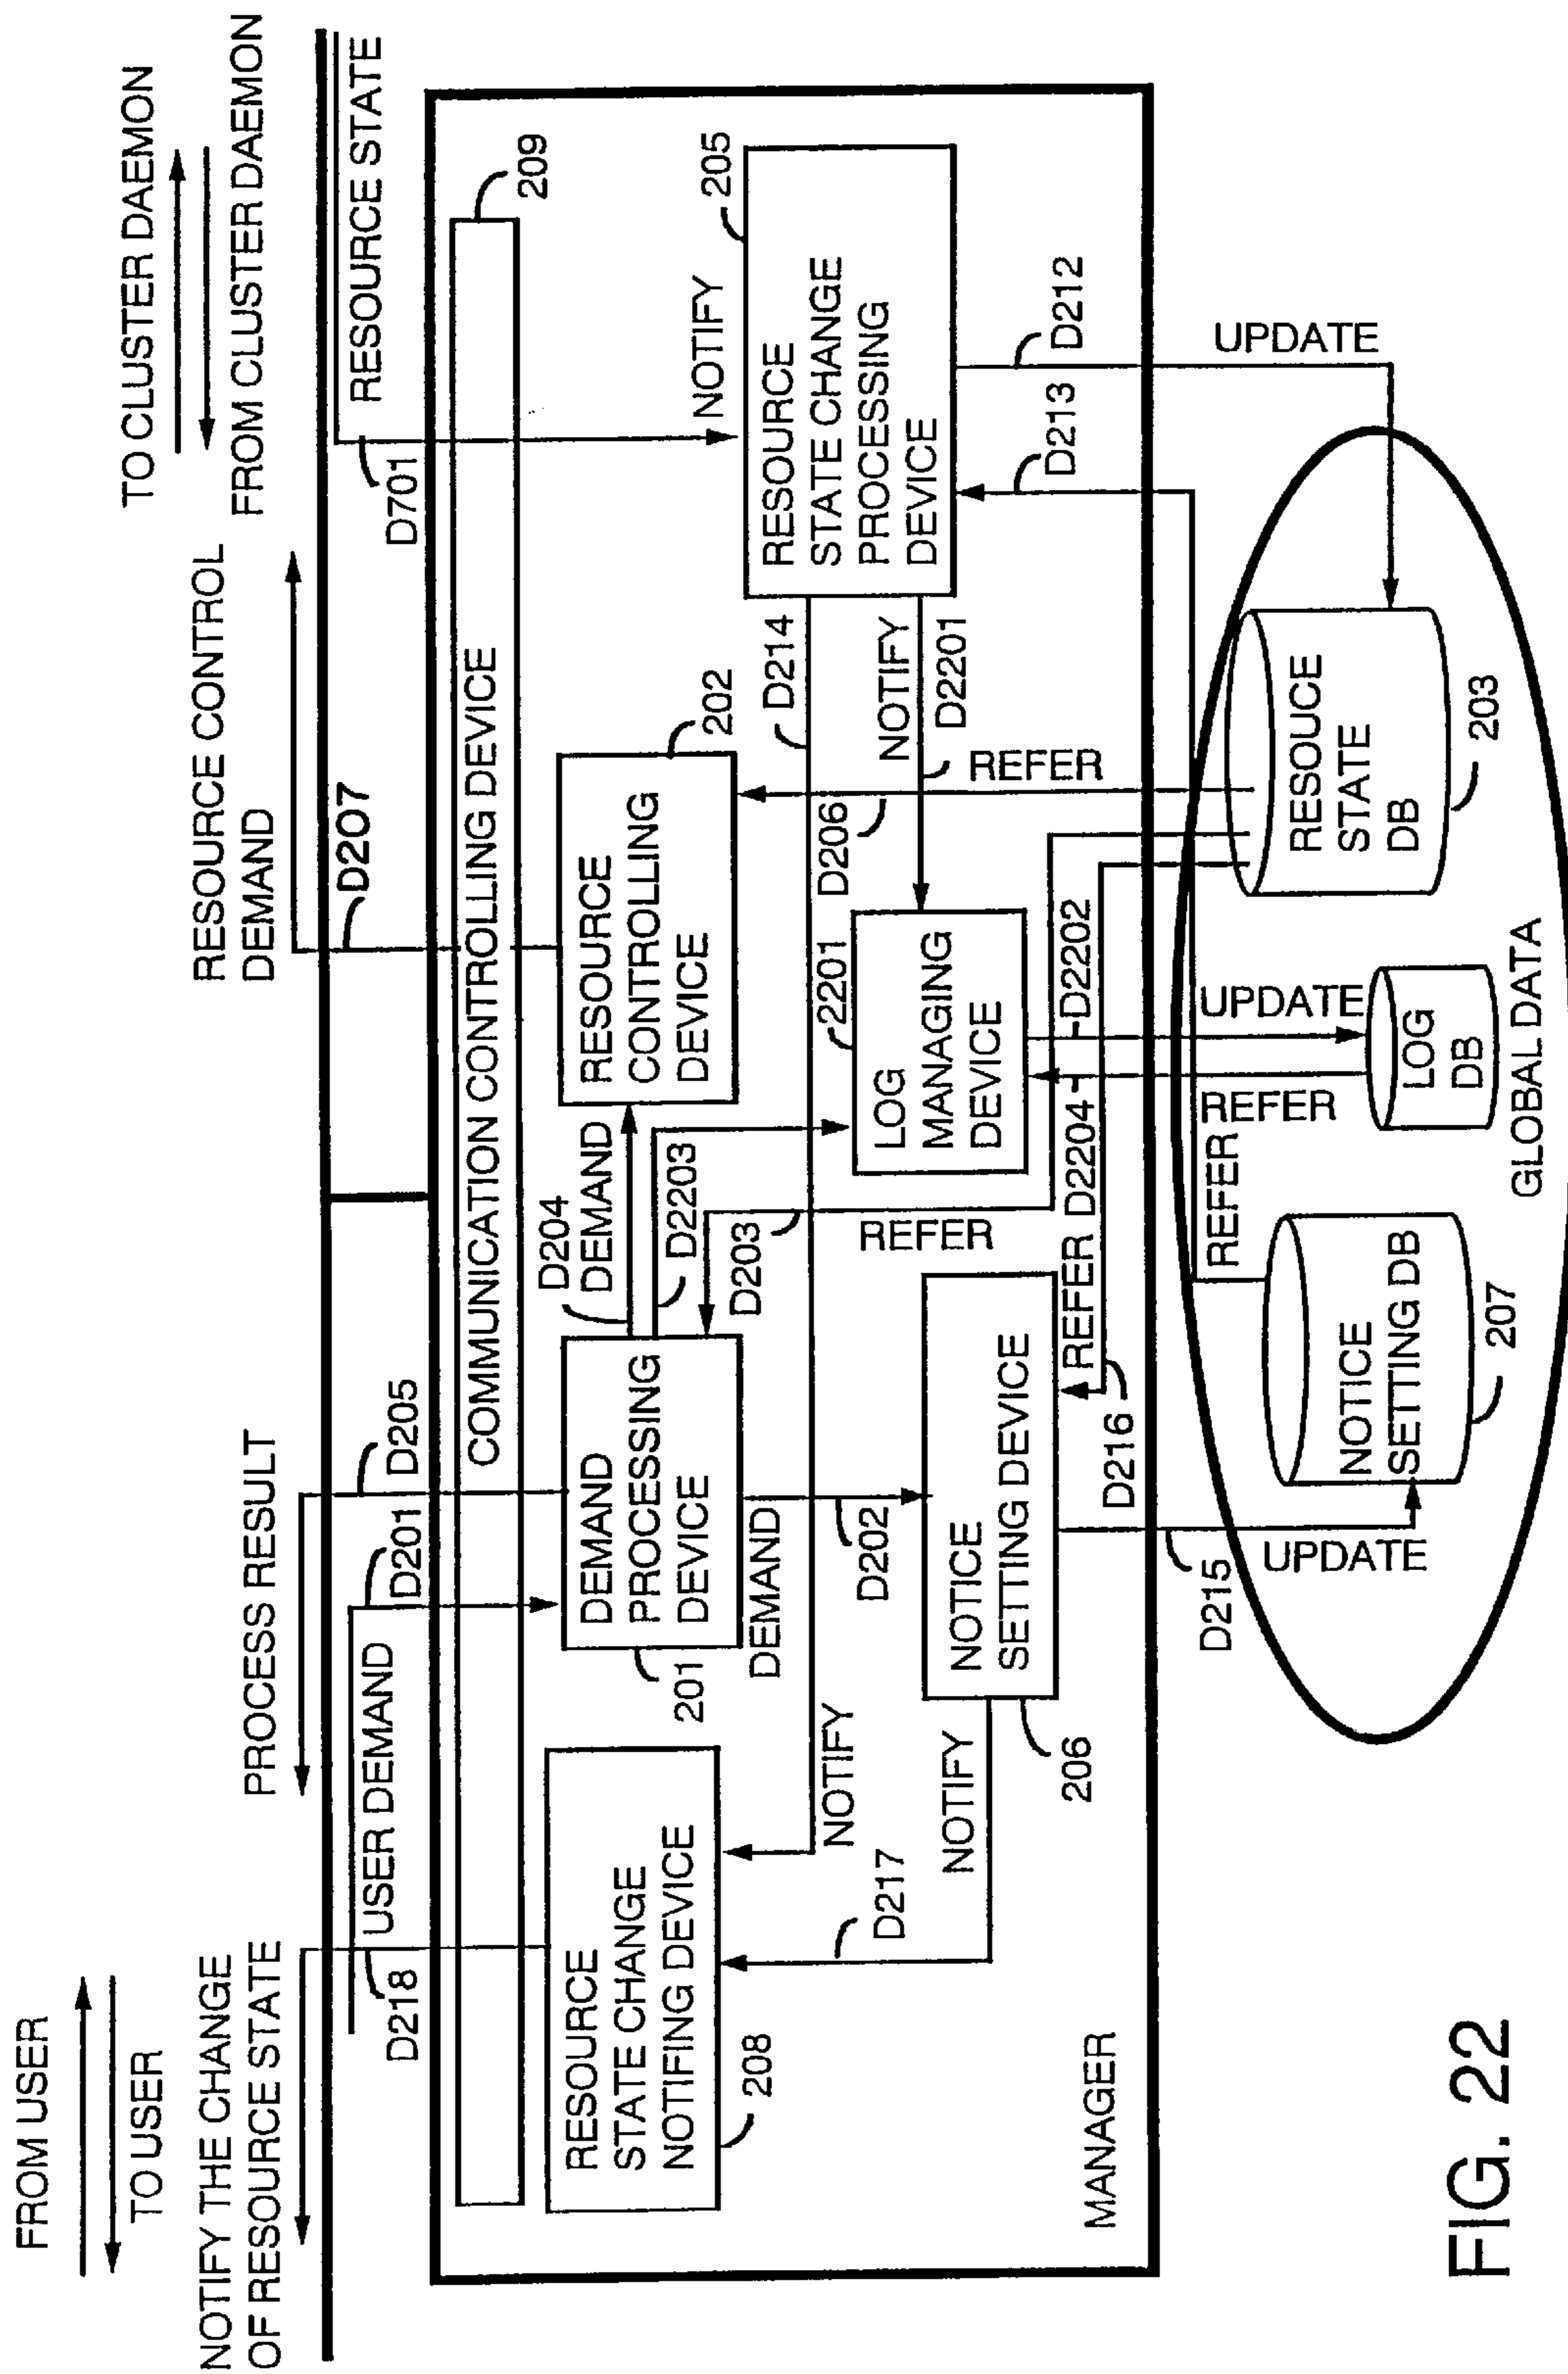 FROM USER
TO USER
NOTIFY THE CHANGE
OF RESOURCE STATE
PROCESS RESULT
RESOURCE CONTROL
DEMAND
TO CLUSTER DAEMON
FROM CLUSTER DAEMON
D218
USER DEMAND
D201
D205
D207
D701
RESOURCE STATE
COMMUNICATION CONTROLLING DEVICE
209
RESOURCE
STATE CHANGE
NOTIFING DEVICE
208
DEMAND
PROCESSING
DEVICE
201
D204
DEMAND
D2203
D203
REFER
RESOURCE
CONTROLLING
DEVICE
202
NOTIFY
205
RESOURCE
STATE CHANGE
PROCESSING
DEVICE
D214
NOTIFY
D2201
D206
REFER
NOTIFY
DEMAND
D202
2201
LOG
MANAGING
DEVICE
D2202
D2204
REFER
D213
D212
UPDATE
NOTIFY
D217
NOTICE
SETTING DEVICE
206
D216
D215
UPDATE
MANAGER
REFER
NOTICE
SETTING DB
207
UPDATE
REFER
LOG
DB
RESOUCE
STATE
DB
203
GLOBAL DATA
FIG. 22